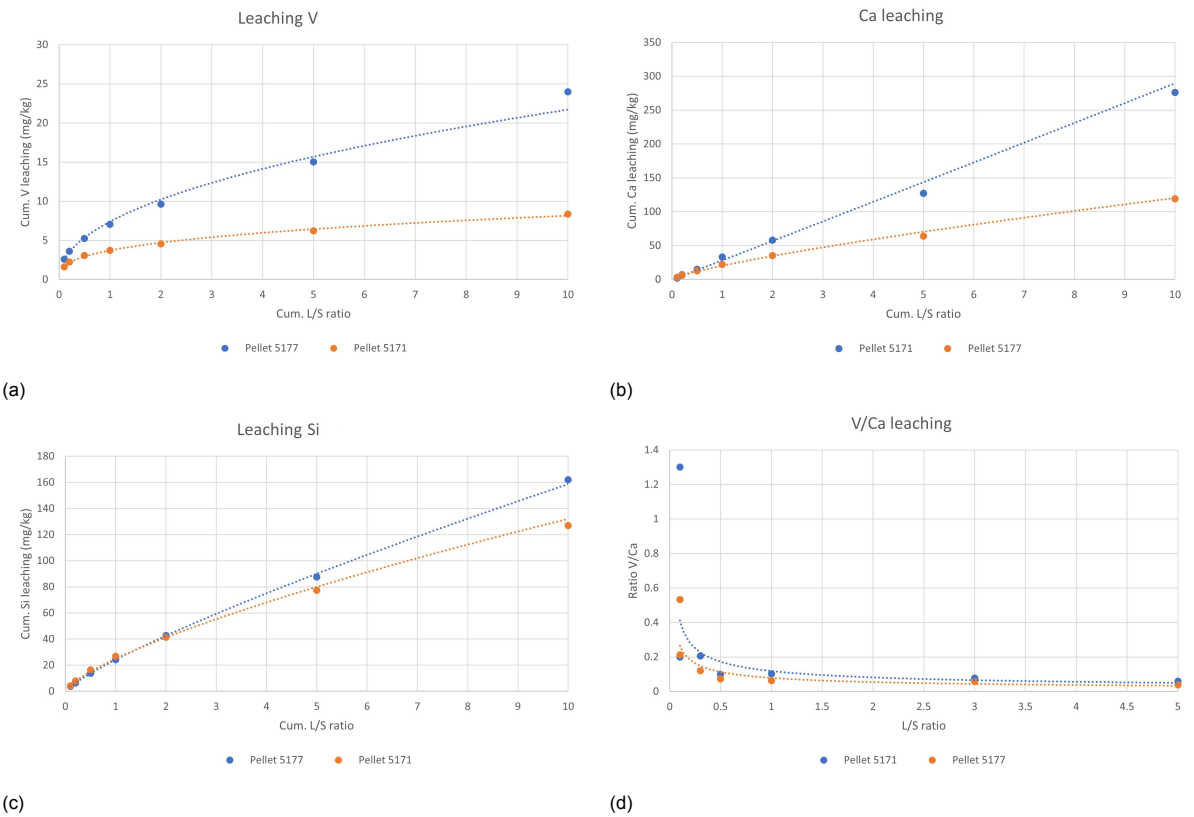 Leaching V
Cum. V leaching (mg/kg)
30
25
20
15
10
5
0
0 1 2 3 4 5 6 7 8 9 10
Cum. L/S ratio
Pellet 5177 Pellet 5171
(a)
Ca leaching
Cum. Ca leaching (mg/kg)
350
300
250
200
150
100
50
0
0 1 2 3 4 5 6 7 8 9 10
Cum. L/S ratio
Pellet 5171 Pellet 5177
(b)
Leaching Si
Cum. Si leaching (mg/kg)
180
160
140
120
100
80
60
40
20
0
0 1 2 3 4 5 6 7 8 9 10
Cum. L/S ratio
Pellet 5177 Pellet 5171
(c)
V/Ca leaching
Ratio V/Ca
1.4
1.2
1
0.8
0.6
0.4
0.2
0
0 0.5 1 1.5 2 2.5 3 3.5 4 4.5 5
L/S ratio
Pellet 5171 Pellet 5177
(d)